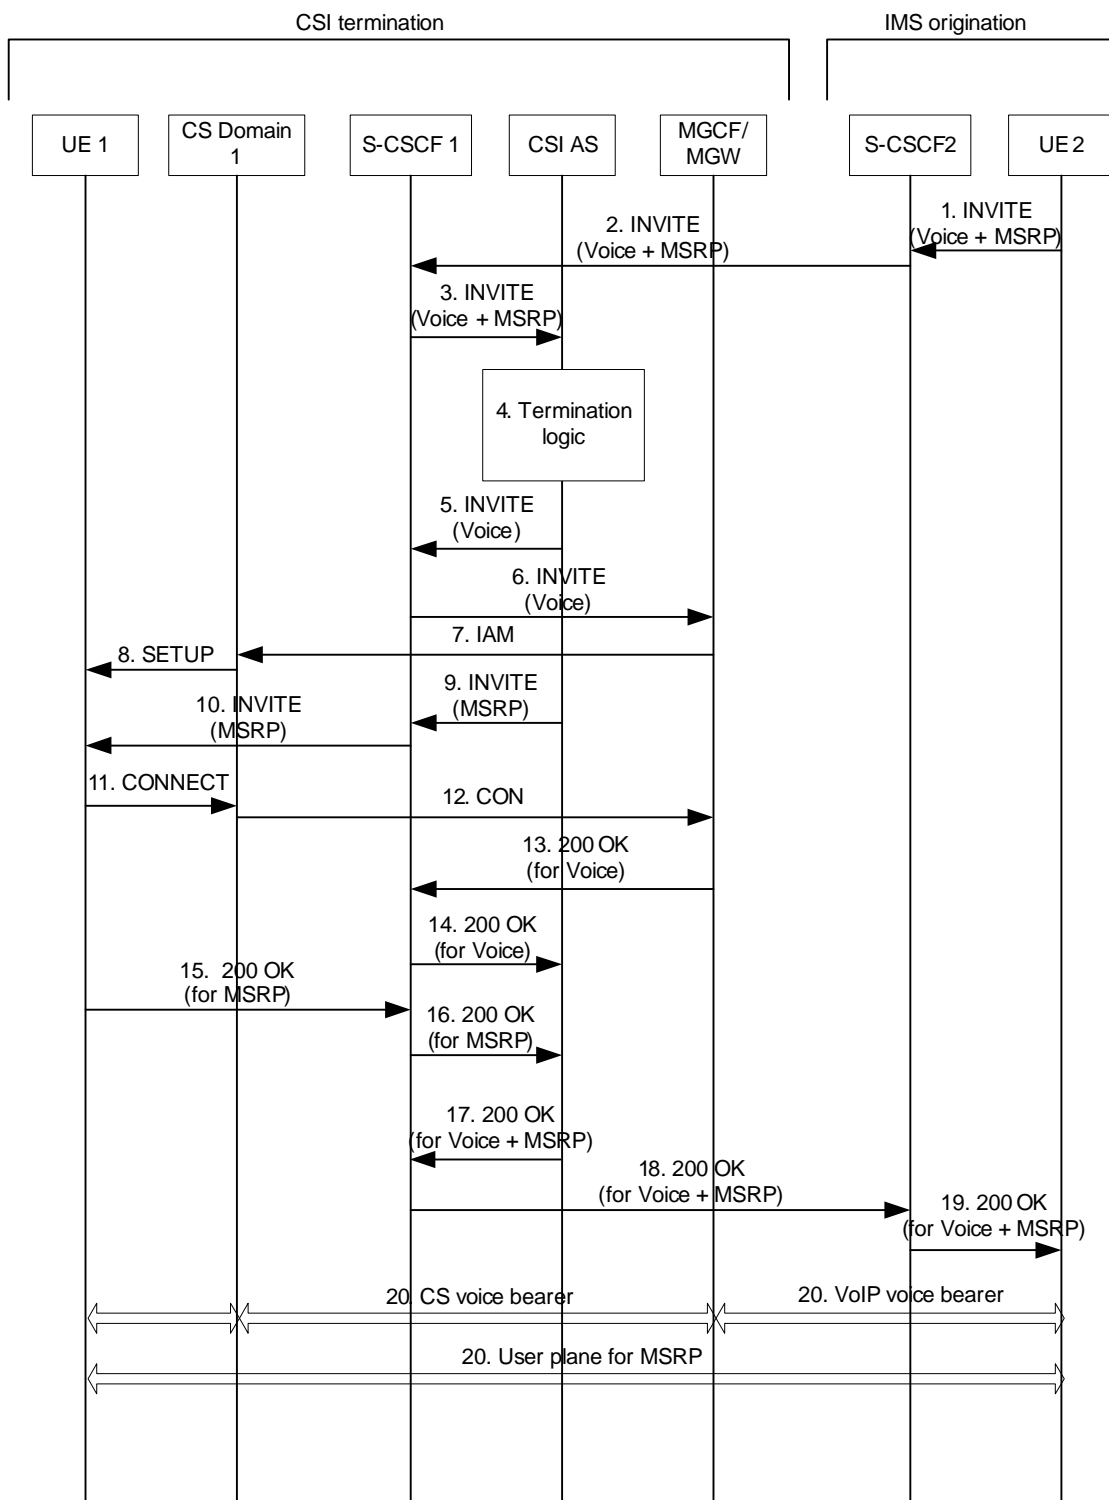 CSI termination
IMS origination
UE 1
CS Domain
1
S-CSCF 1
CSI AS
MGCF/
MGW
S-CSCF2
UE 2
1. INVITE
(Voice + MSRP)
2. INVITE
(Voice + MSRP)
3. INVITE
(Voice + MSRP)
4. Termination
logic
5. INVITE
(Voice)
6. INVITE
(Voice)
7. IAM
8. SETUP
9. INVITE
(MSRP)
10. INVITE
(MSRP)
11. CONNECT
12. CON
13. 200 OK
(for Voice)
14. 200 OK
(for Voice)
15. 200 OK
(for MSRP)
16. 200 OK
(for MSRP)
17. 200 OK
(for Voice + MSRP)
18. 200 OK
(for Voice + MSRP)
19. 200 OK
(for Voice + MSRP)
20. CS voice bearer
20. VoIP voice bearer
20. User plane for MSRP